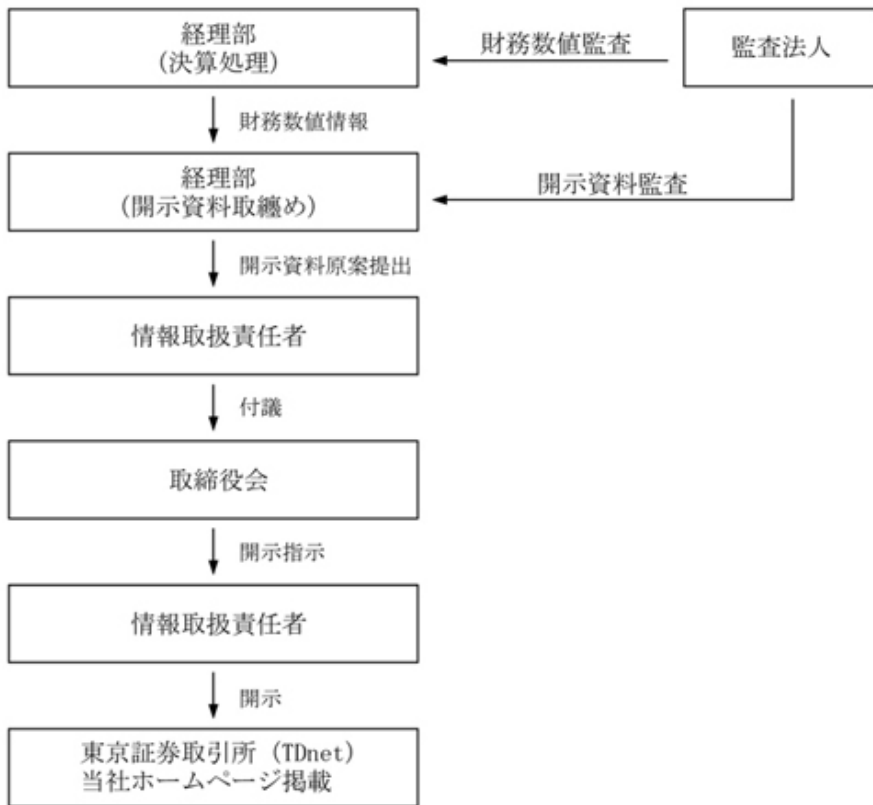 経理部
(決算処理)
財務数値監査
監査法人
財務数値情報
経理部
(開示資料取纏め)
開示資料監査
開示資料原案提出
情報取扱責任者
付議
取締役会
開示指示
情報取扱責任者
開示
東京証券取引所 (TDnet)
当社ホームページ掲載